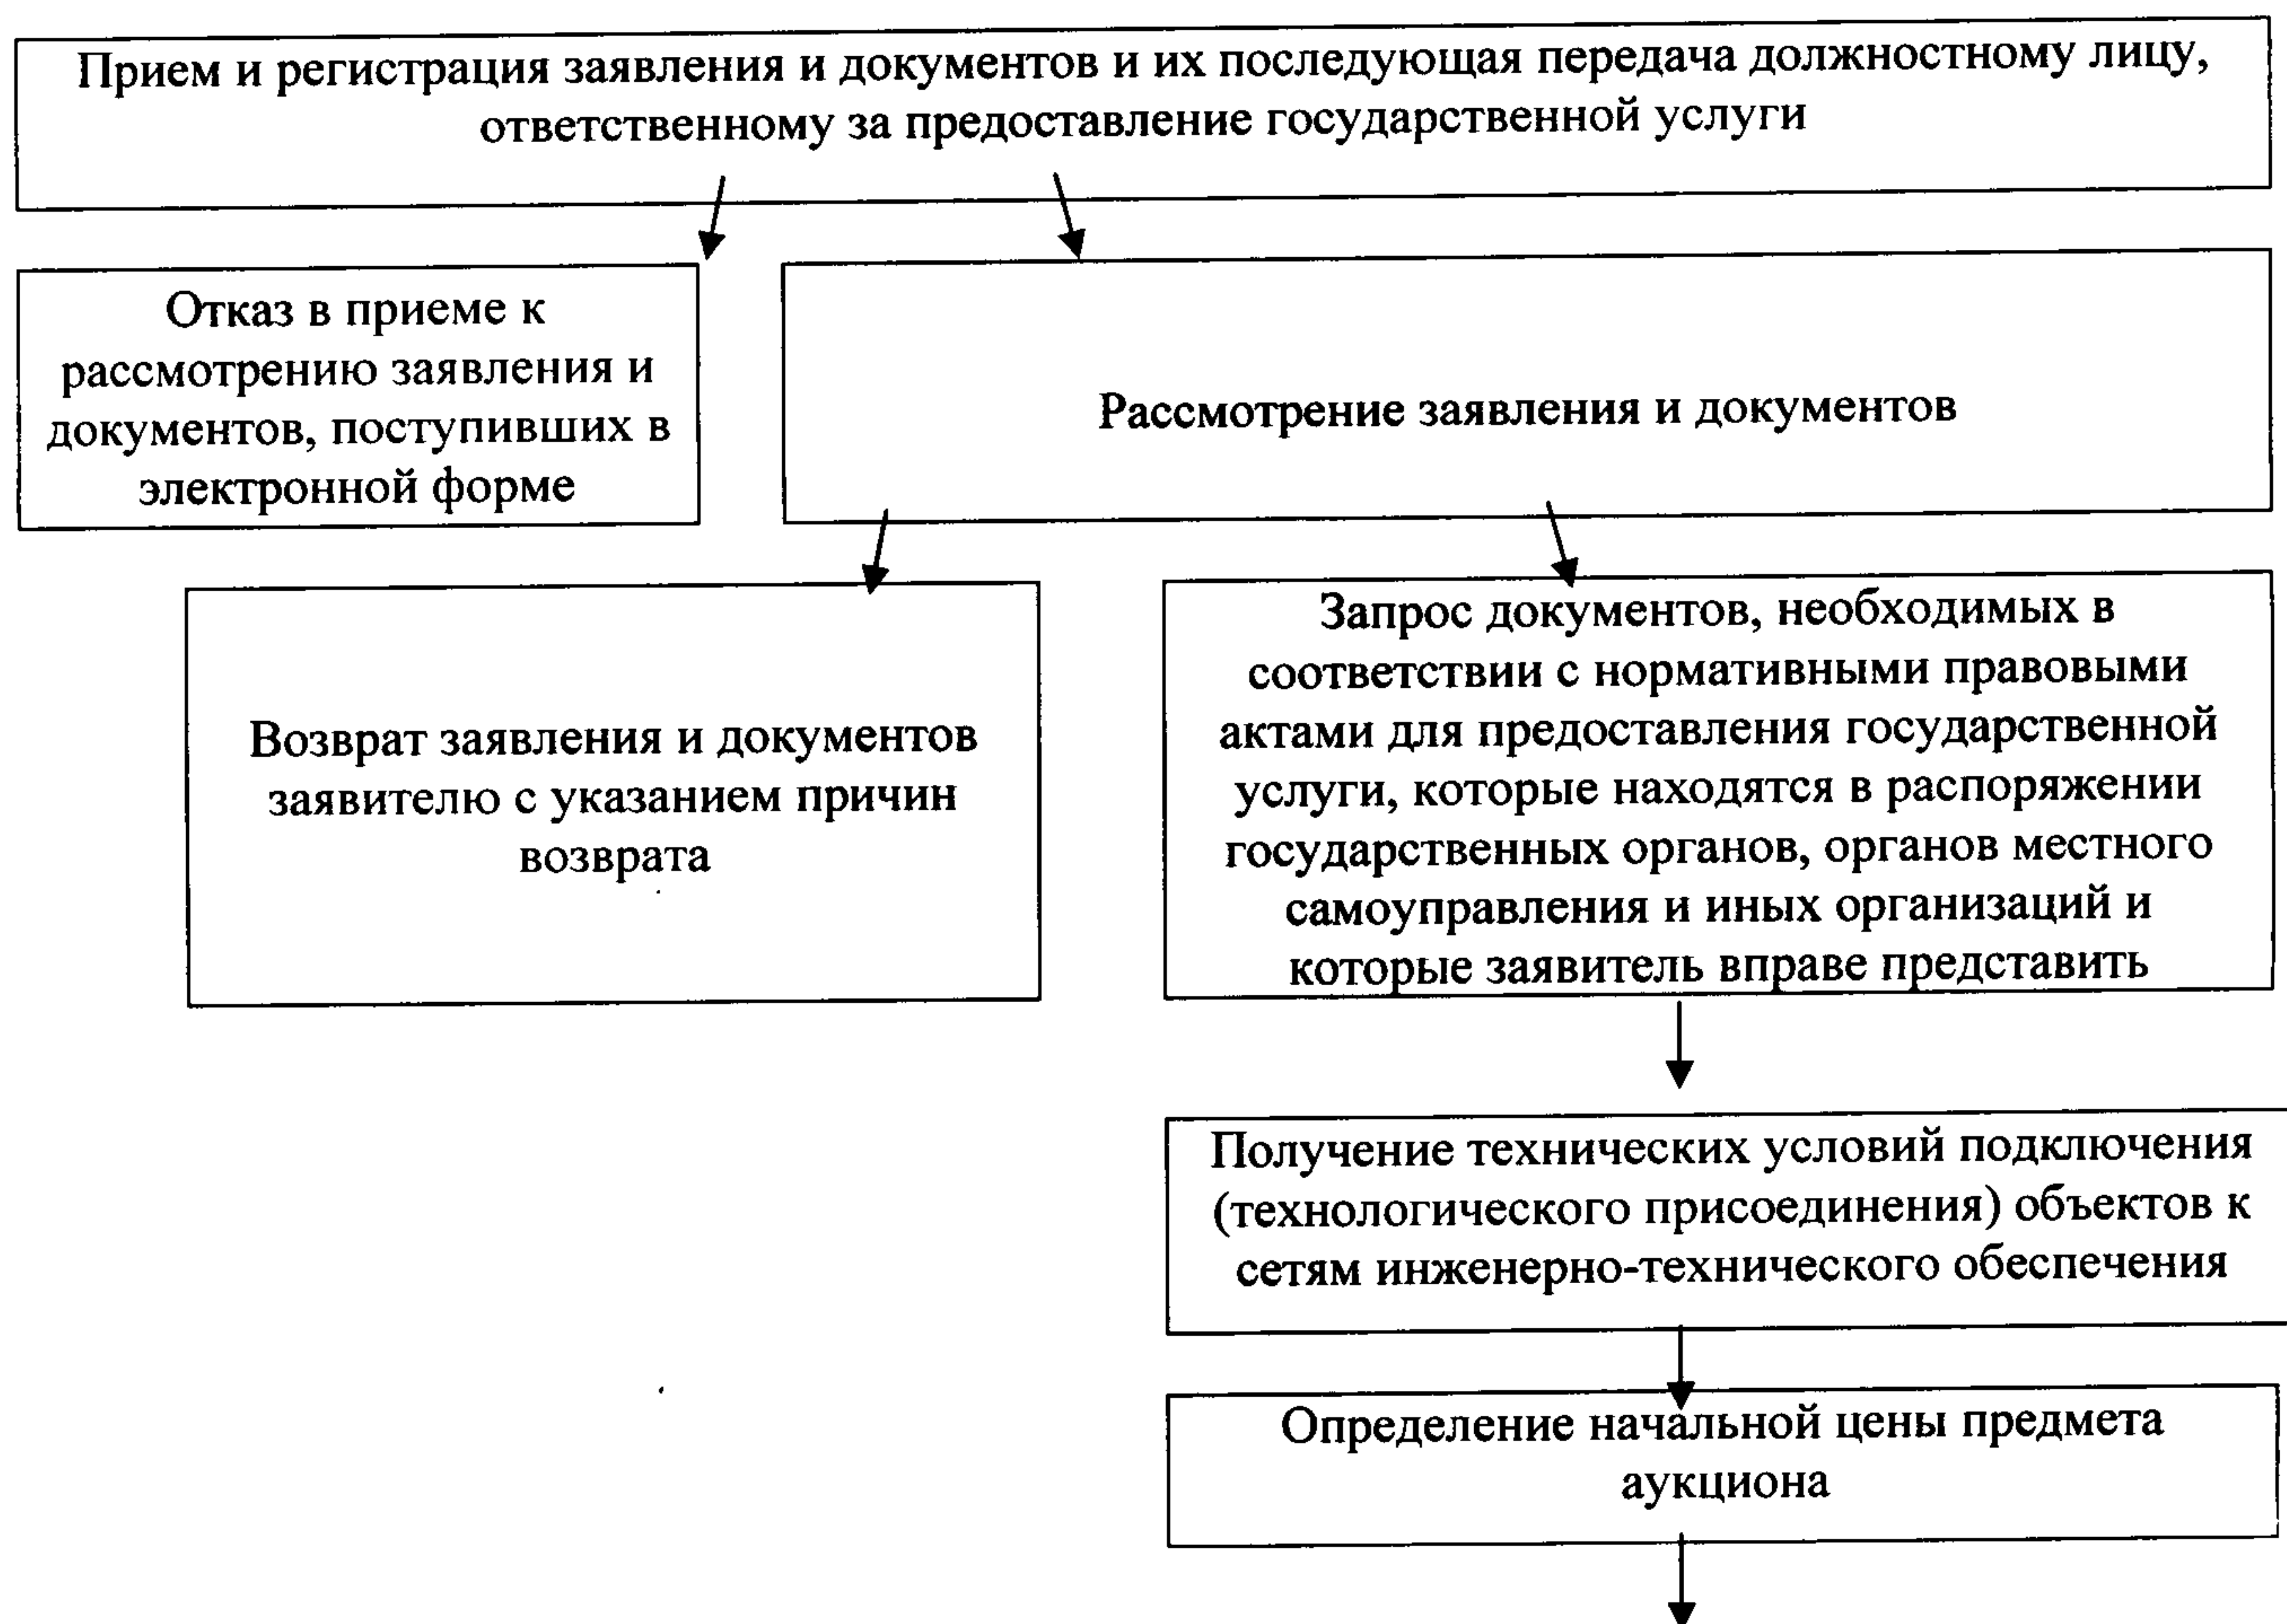 Прием и регистрация заявления и документов и их последующая передача должностному лицу,
ответственному за предоставление государственной услуги
Отказ в приеме к
рассмотрению заявления и
документов, поступивших в
электронной форме
Рассмотрение заявления и документов
Возврат заявления и документов
заявителю с указанием причин
возврата
Запрос документов, необходимых в
соответствии с нормативными правовыми
актами для предоставления государственной
услуги, которые находятся в распоряжении
государственных органов, органов местного
самоуправления и иных организаций и
которые заявитель вправе представить
Получение технических условий подключения
(технологического присоединения) объектов к
сетям инженерно-технического обеспечения
Определение начальной цены предмета
аукциона